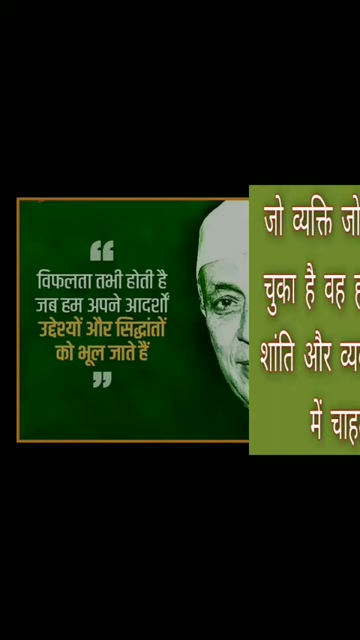 विफलता तभी होती है
जब हम अपने आदर्शों
उद्देश्यों और सिद्धांतों
को भूल जाते हैं
जो व्यक्ति जो
चुका है वह
शांति और
में